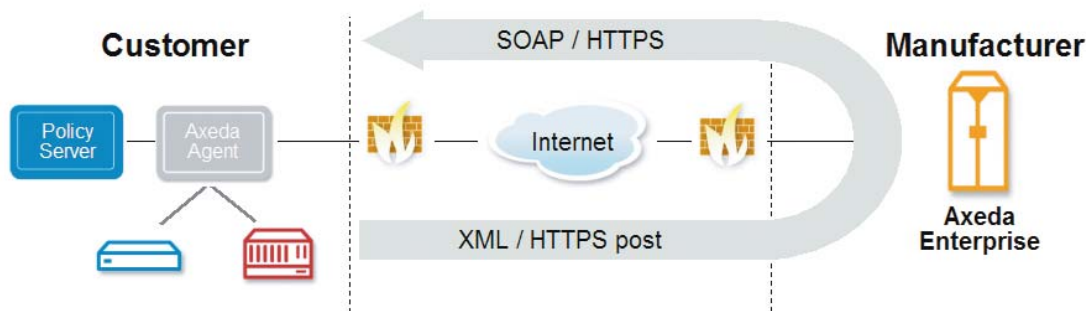 Customer
SOAP / HTTPS
Manufacturer
Policy
Server
Axeda
Agent
Internet
XML / HTTPS post
Axeda
Enterprise